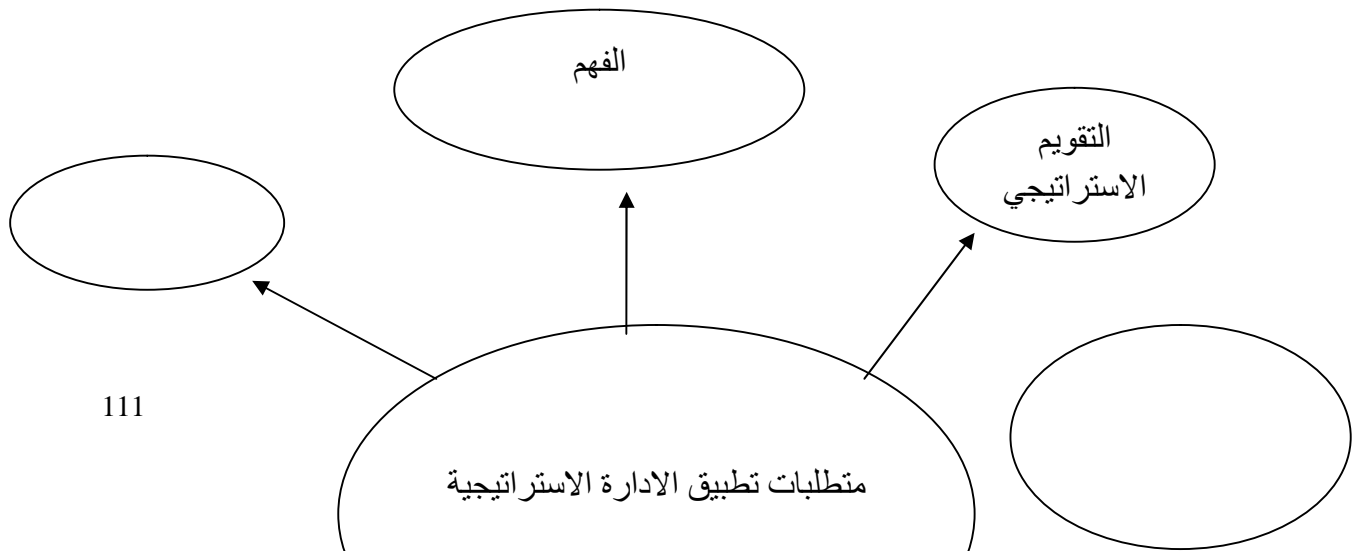 الفهم
التقويم
الاستراتيجي
111
متطلبات تطبيق الادارة الاستراتيجية